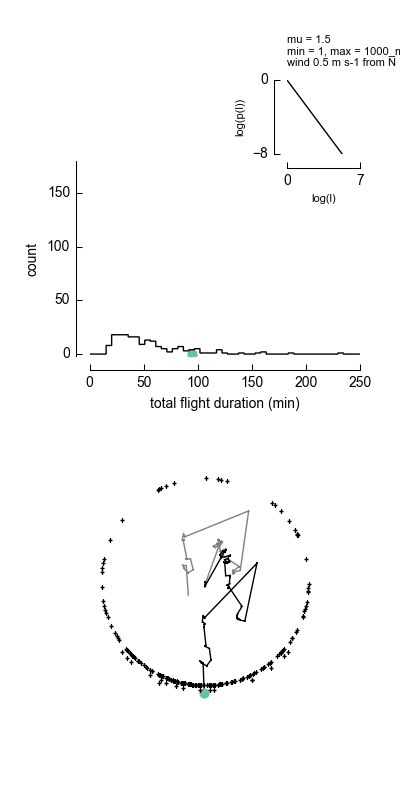 mu = 1.5
min = 1, max = 1000_m
wind 0.5 m s-1 from N
0
log(p(l))
−8
0
7
log(l)
150
100
count
50
0
0
50
100
150
200
250
total flight duration (min)